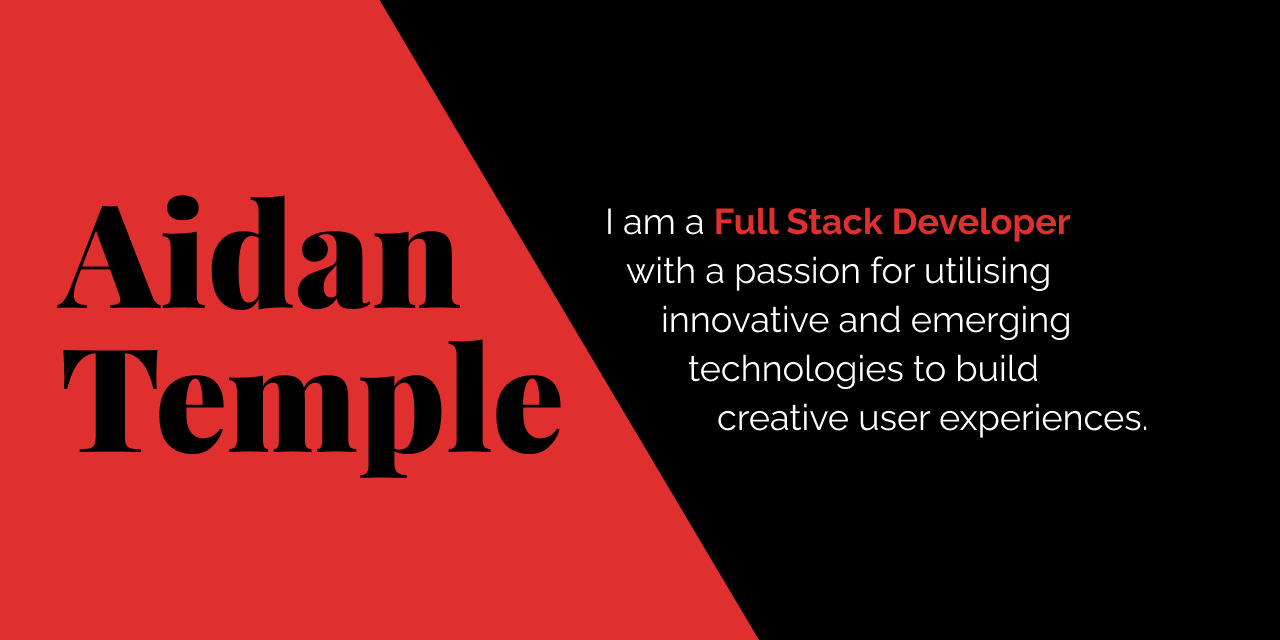 Aidan
Temple
I am a Full Stack Developer
with a passion for utilising
innovative and emerging
technologies to build
creative user experiences.